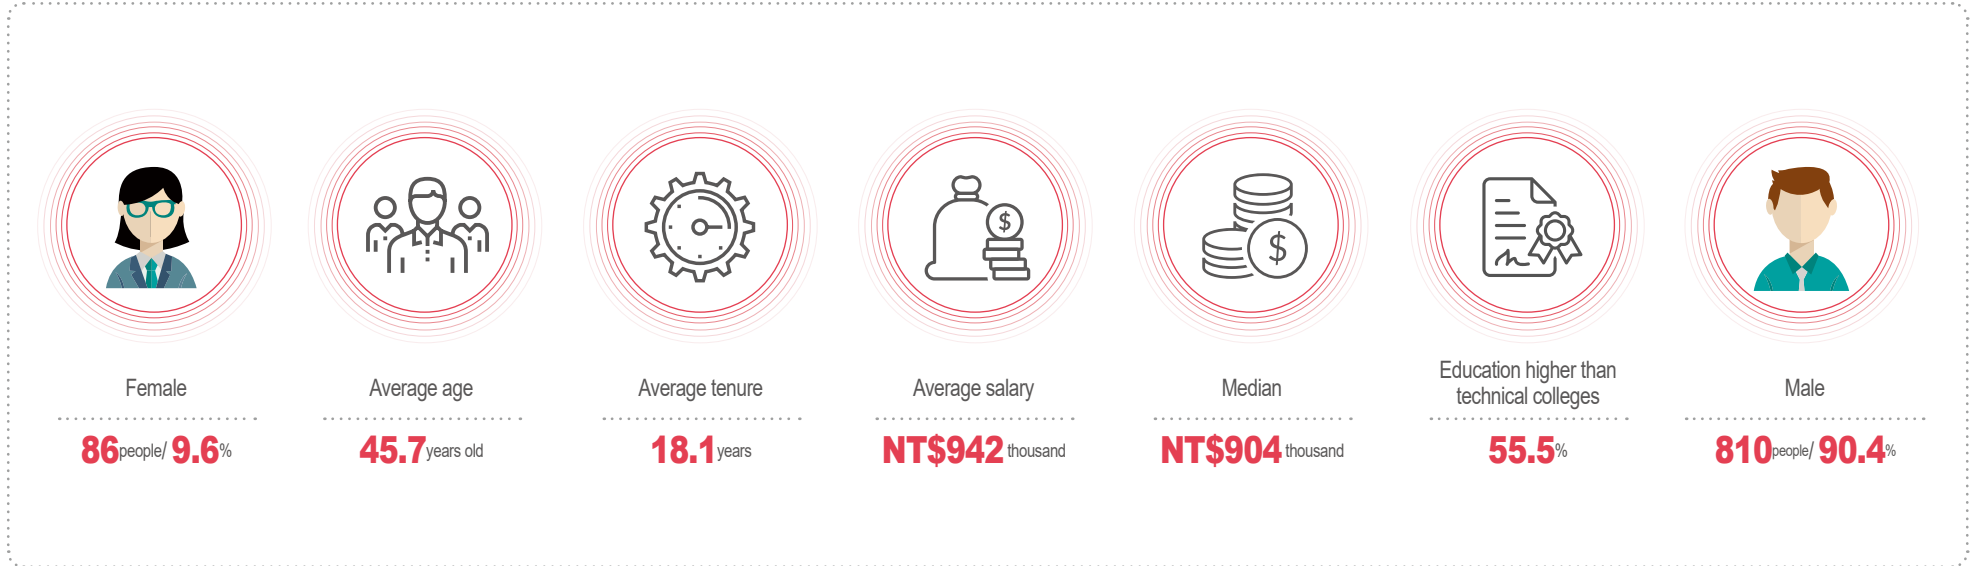 Female
86people/ 9.6%
Average age
45.7years old
Average tenure
18.1years
Average salary
NT$942 thousand
Median
NT$904 thousand
Education higher than
technical colleges
55.5%
Male
810people/ 90.4%